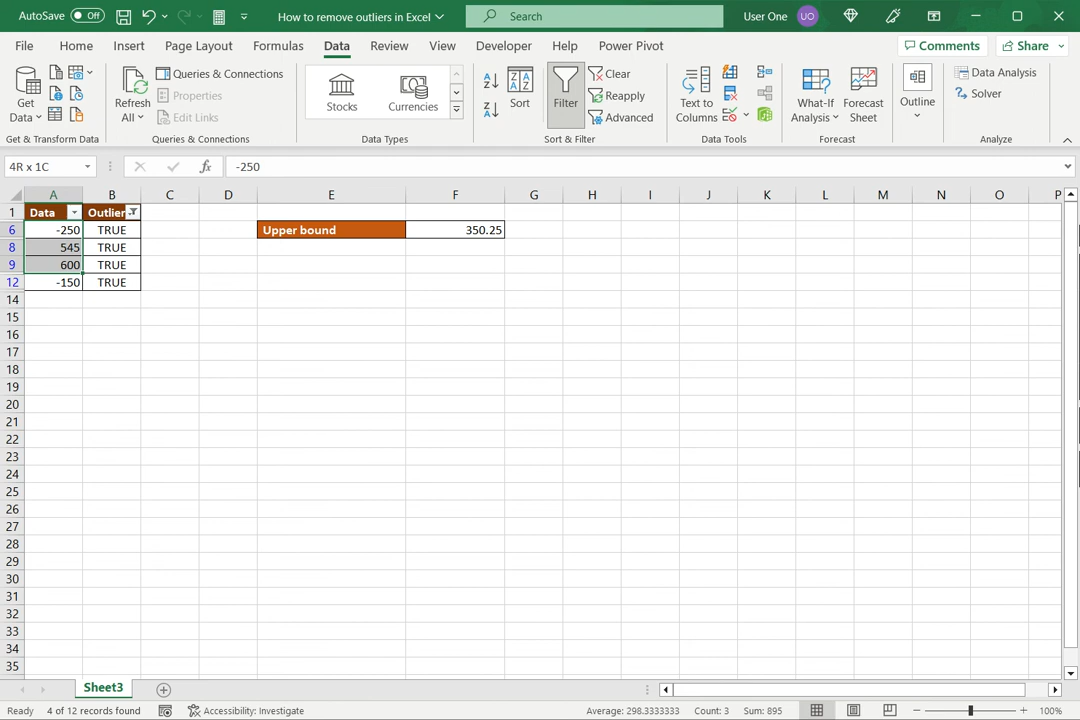 AutoSave Off How to remove outliers in Excel Search User One UO
File Home Insert Page Layout Formulas Data Review View Developer Help Power Pivot Comments Share
Get Data Refresh All Queries & Connections Properties Edit Links Stocks Currencies Sort Filter Clear Reapply Advanced Text to Columns What-If Analysis Forecast Sheet Outline Data Analysis Solver
Get & Transform Data Queries & Connections Data Types Sort & Filter Data Tools Forecast Analyze
4R x 1C fx -250
A B C D E F G H I J K L M N O P
1 Data Outlier
6 -250 TRUE Upper bound 350.25
8 545 TRUE
9 600 TRUE
12 -150 TRUE
14
15
16
17
18
19
20
21
22
23
24
25
26
27
28
29
30
31
32
33
34
35
Sheet3
Ready 4 of 12 records found Accessibility: Investigate Average: 298.3333333 Count: 3 Sum: 895 100%